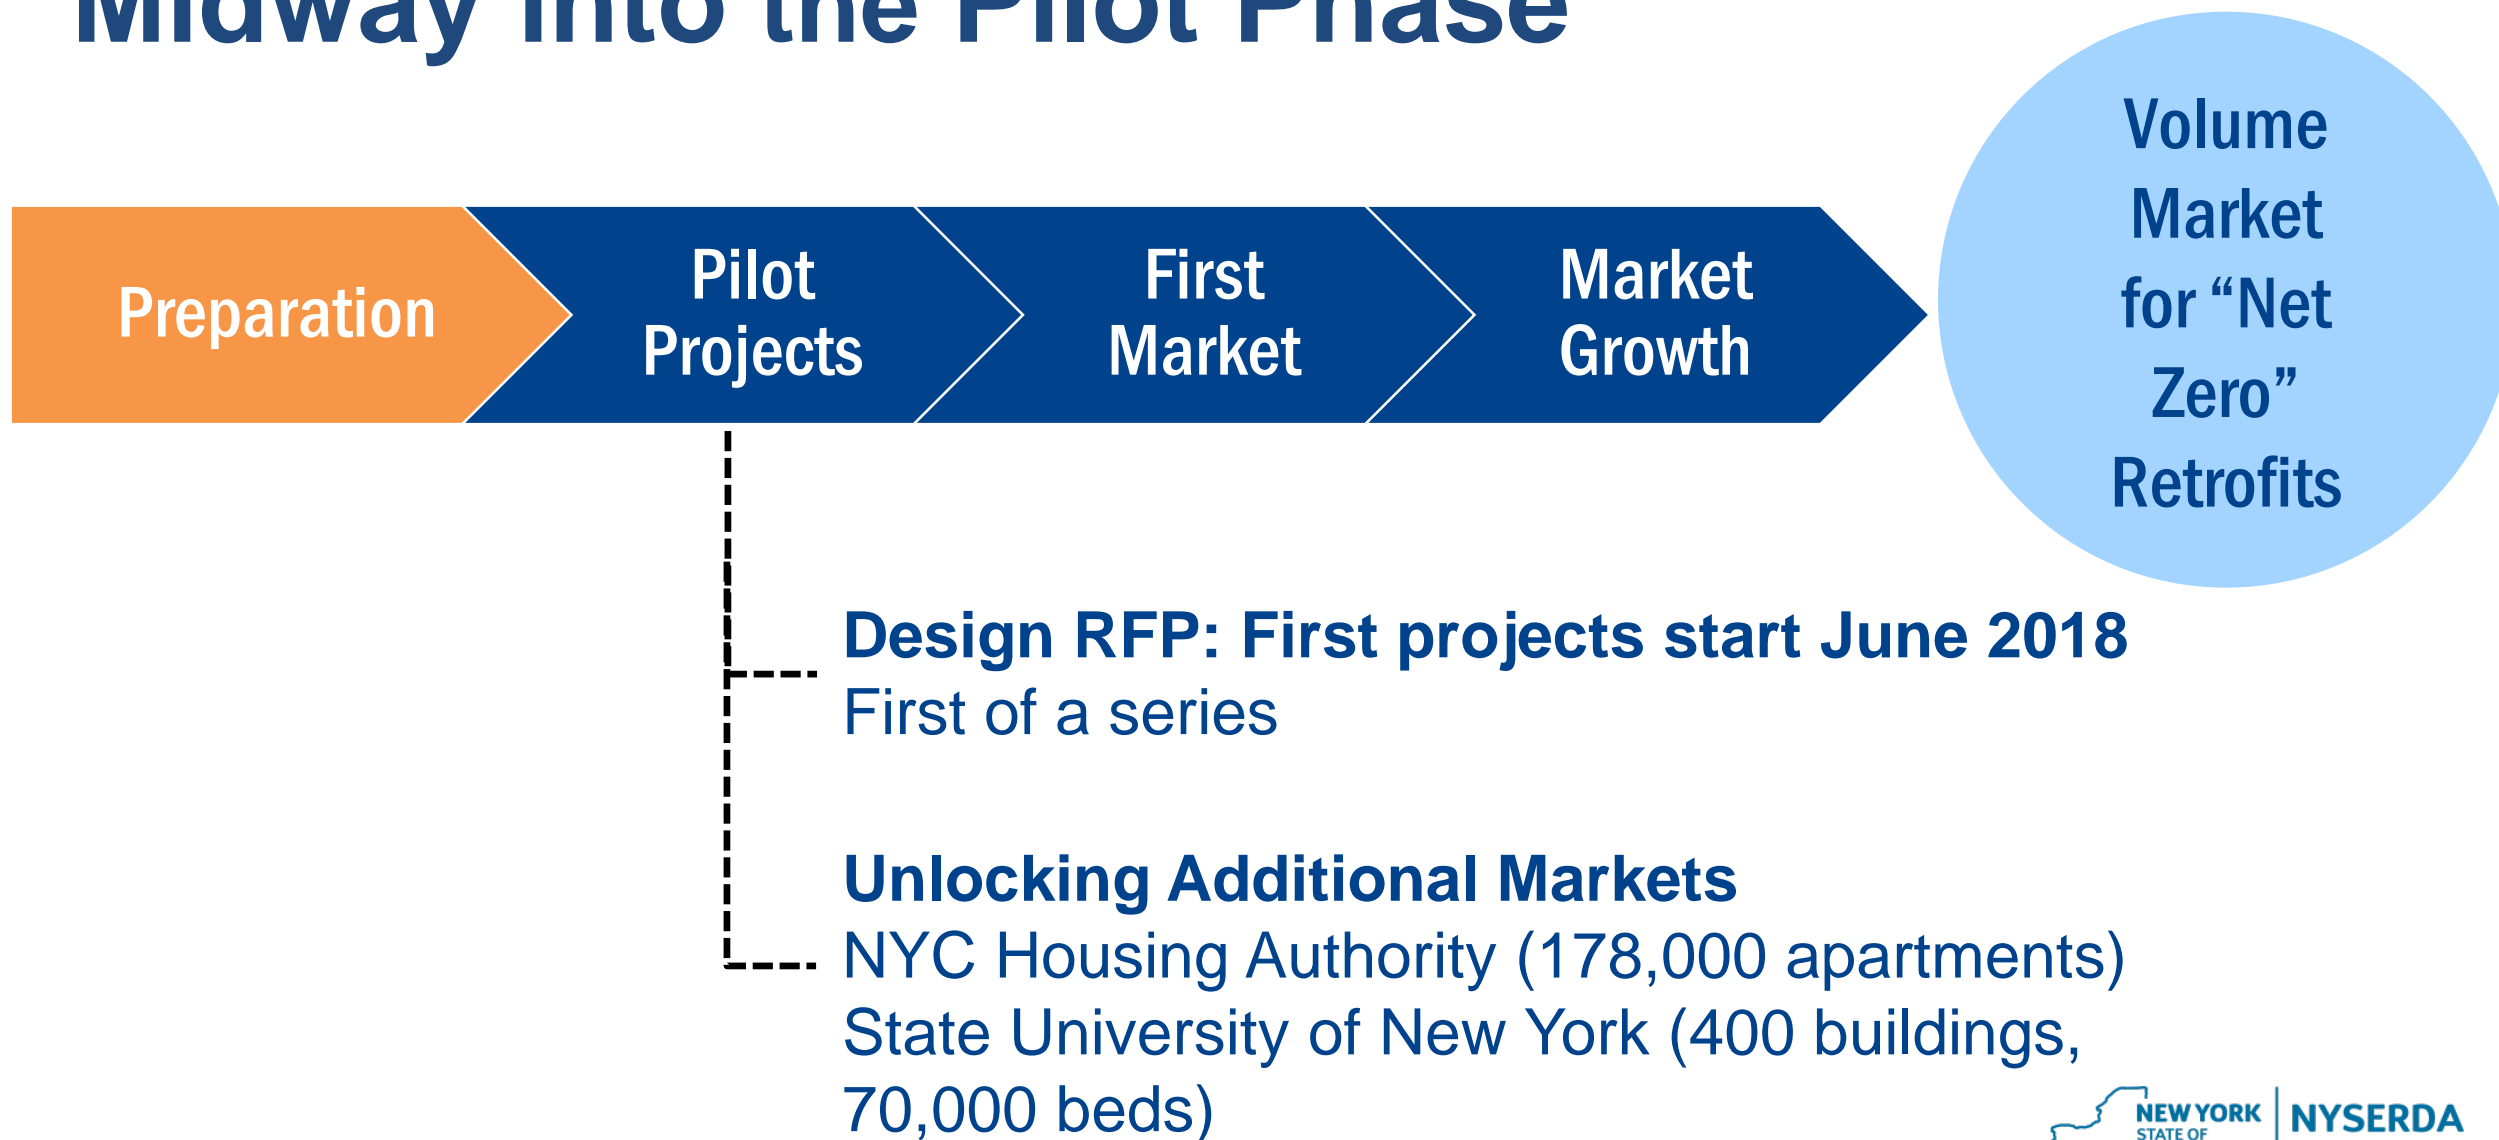 Midway Into the Pilot Phase
Preparation
Pilot
Projects
First
Market
Market
Growth
Volume
Market
for “Net
Zero”
Retrofits
Design RFP: First projects start June 2018
First of a series
Unlocking Additional Markets
NYC Housing Authority (178,000 apartments)
State University of New York (400 buildings,
70,000 beds)
NEW YORK
STATE OF
NYSERDA